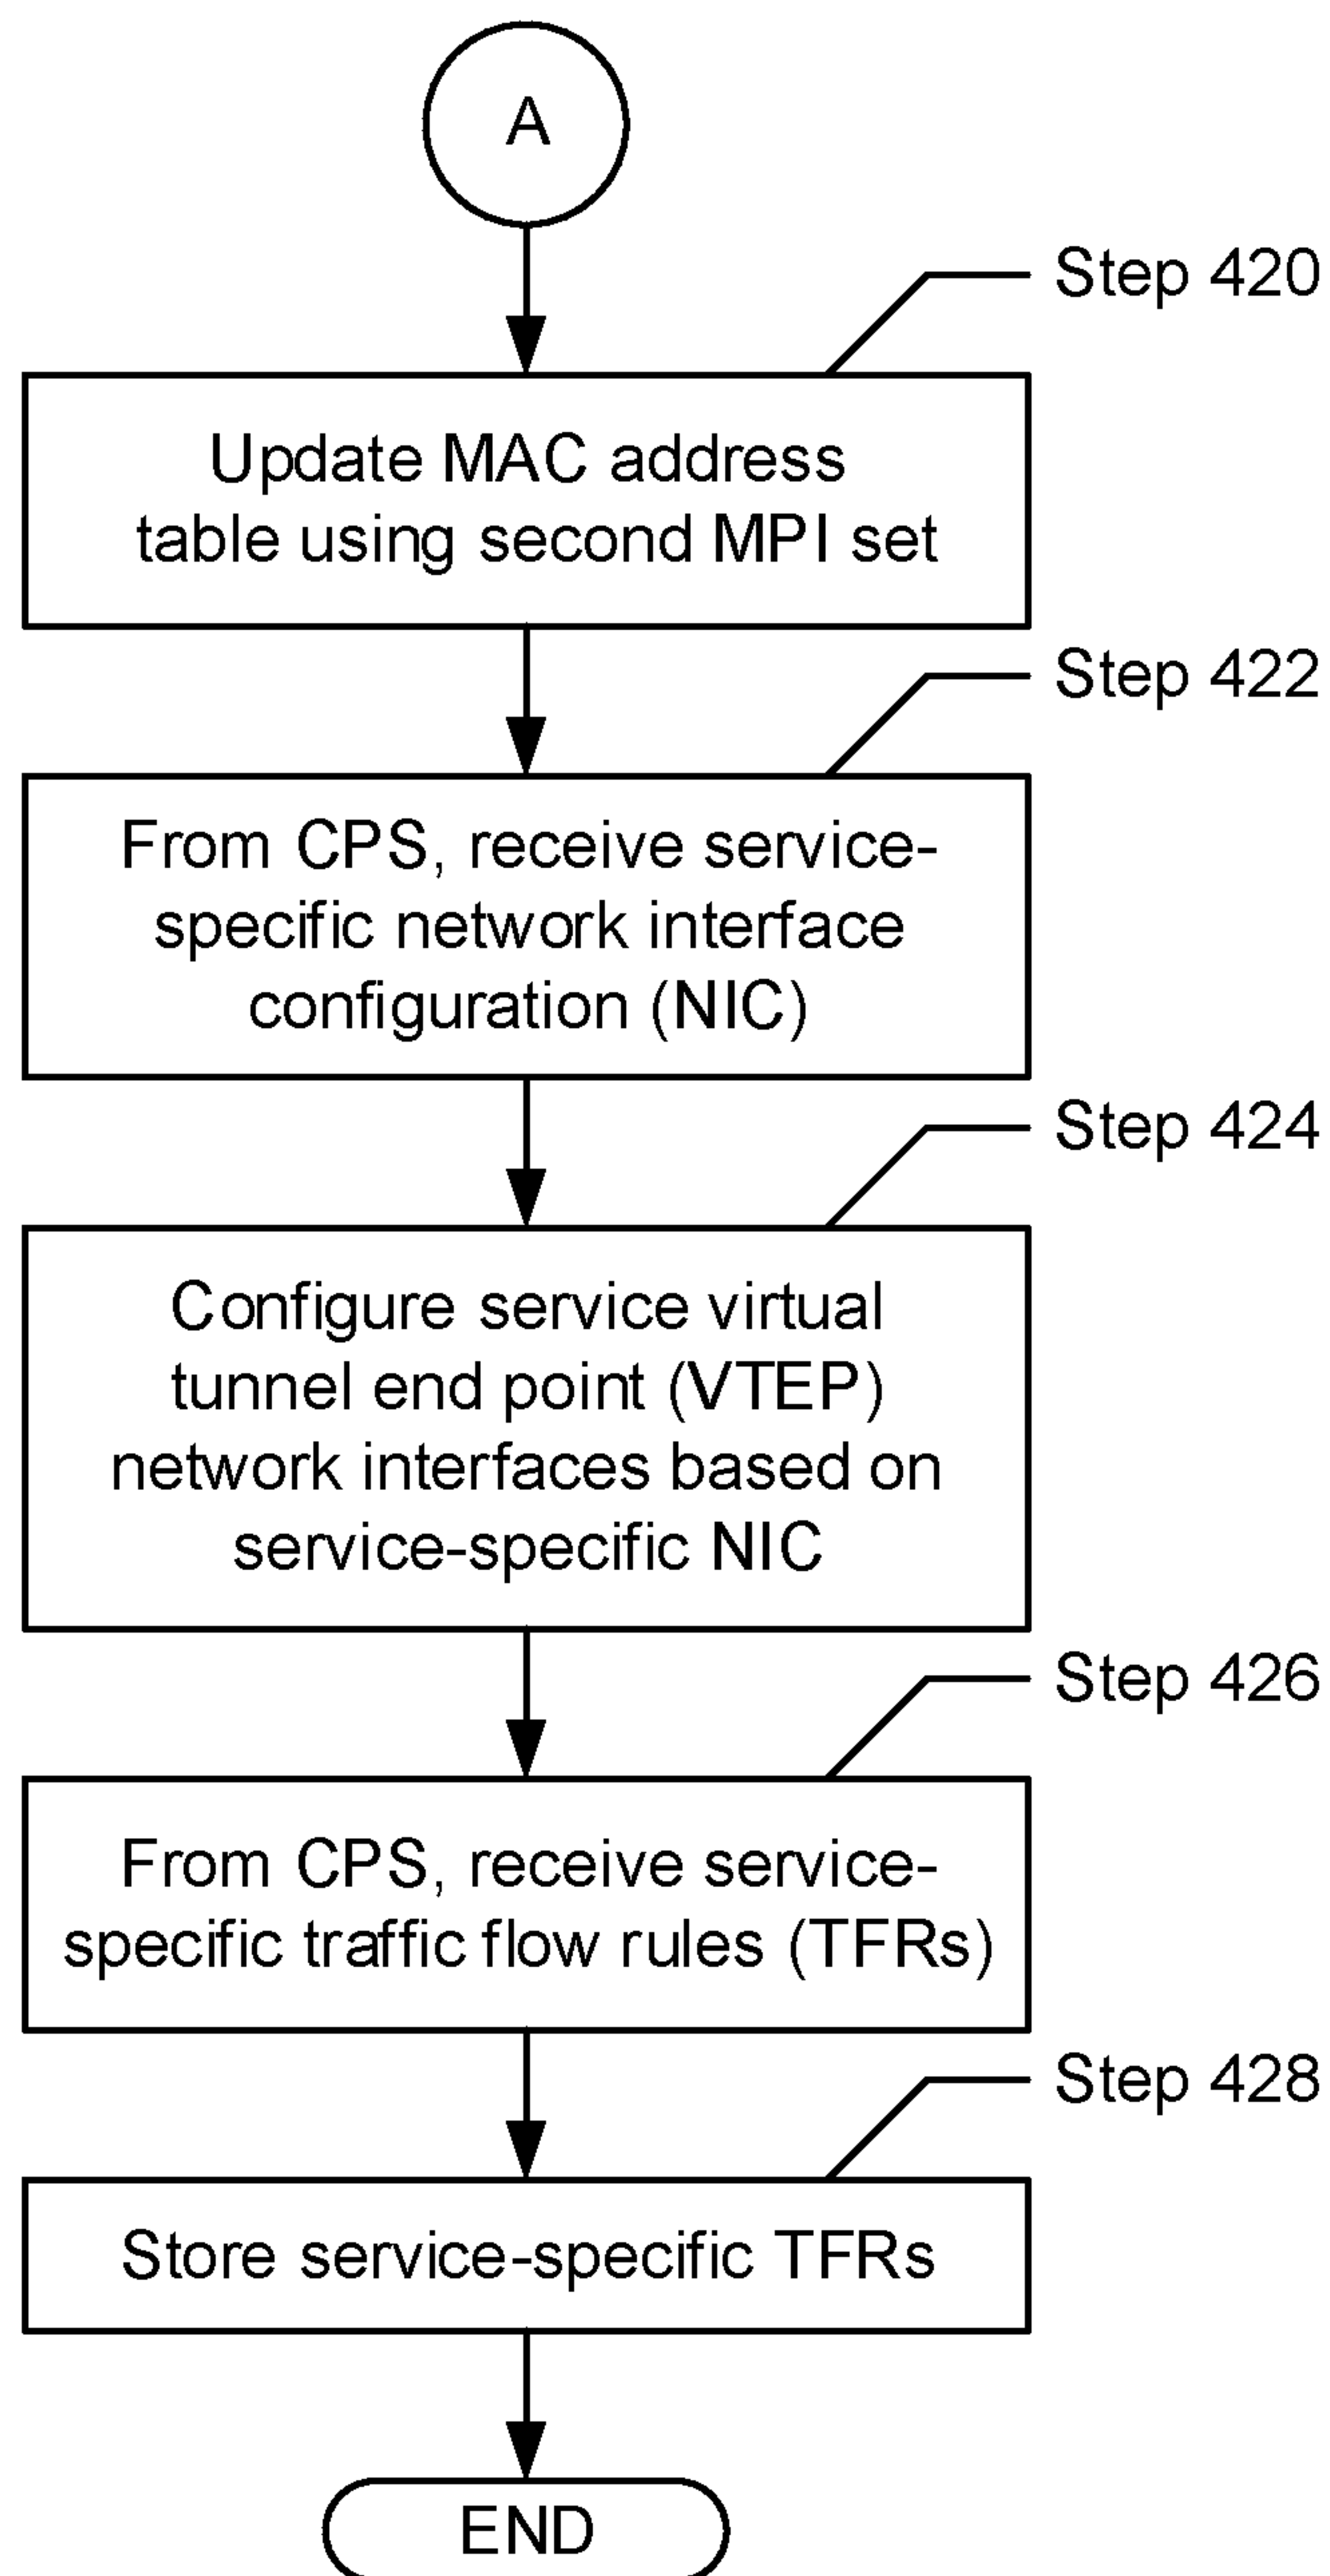 A
Step 420
Update MAC address
table using second MPI set
Step 422
From CPS, receive service-
specific network interface
configuration (NIC)
Step 424
Configure service virtual
tunnel end point (VTEP)
network interfaces based on
service-specific NIC
Step 426
From CPS, receive service-
specific traffic flow rules (TFRs)
Step 428
Store service-specific TFRs
END